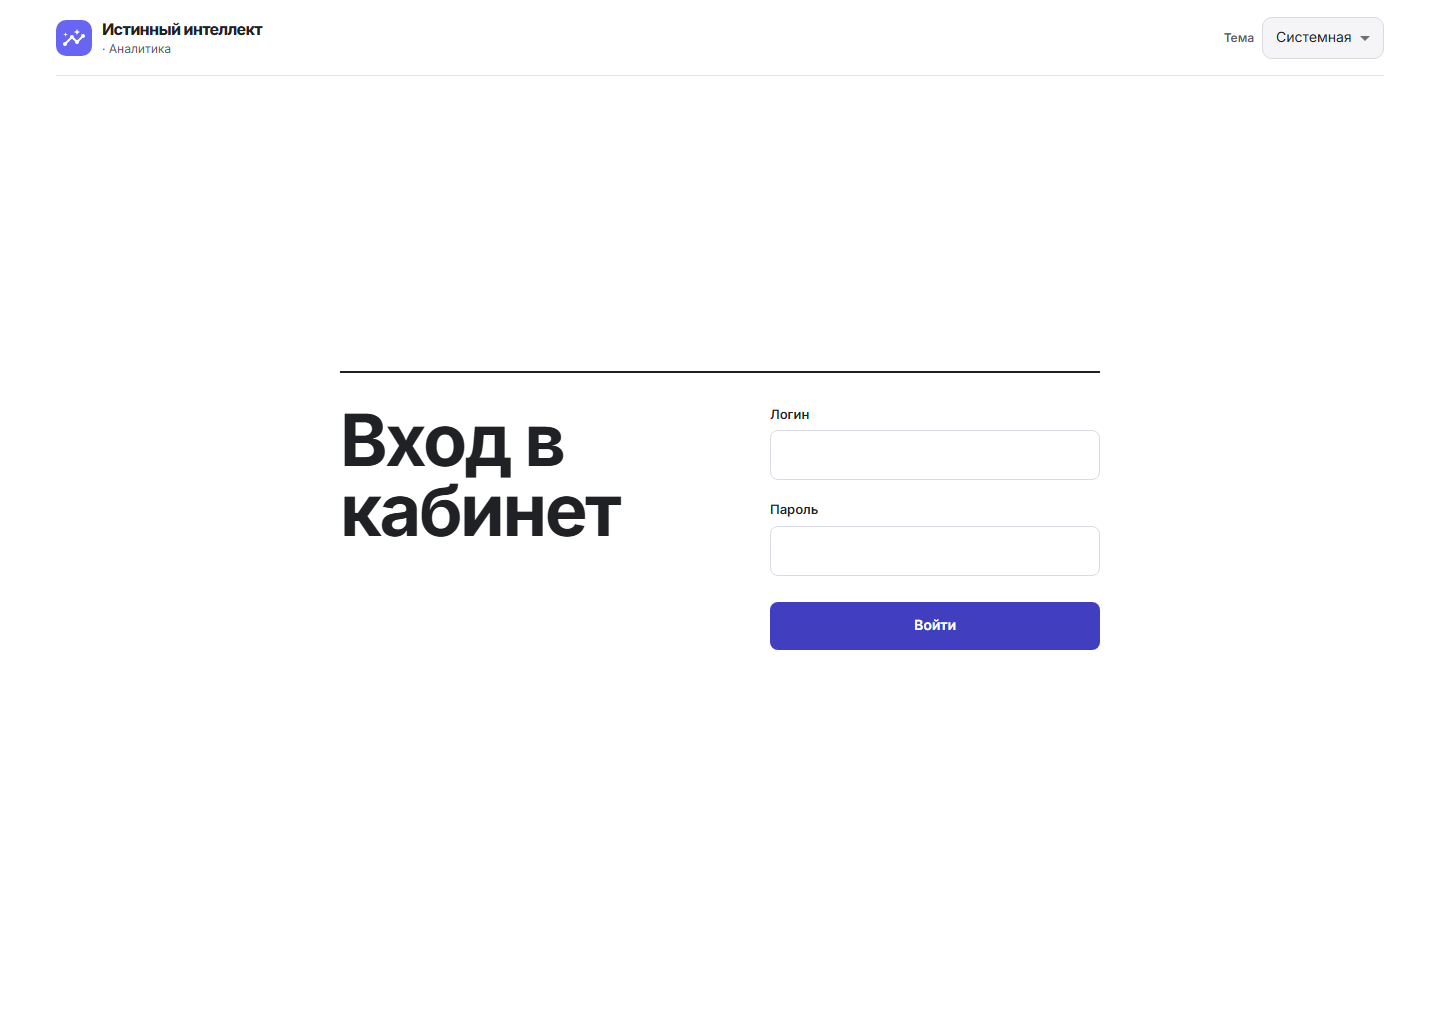 Истинный интеллект
· Аналитика
Тема
Системная
Вход в
кабинет
Логин
Пароль
Войти